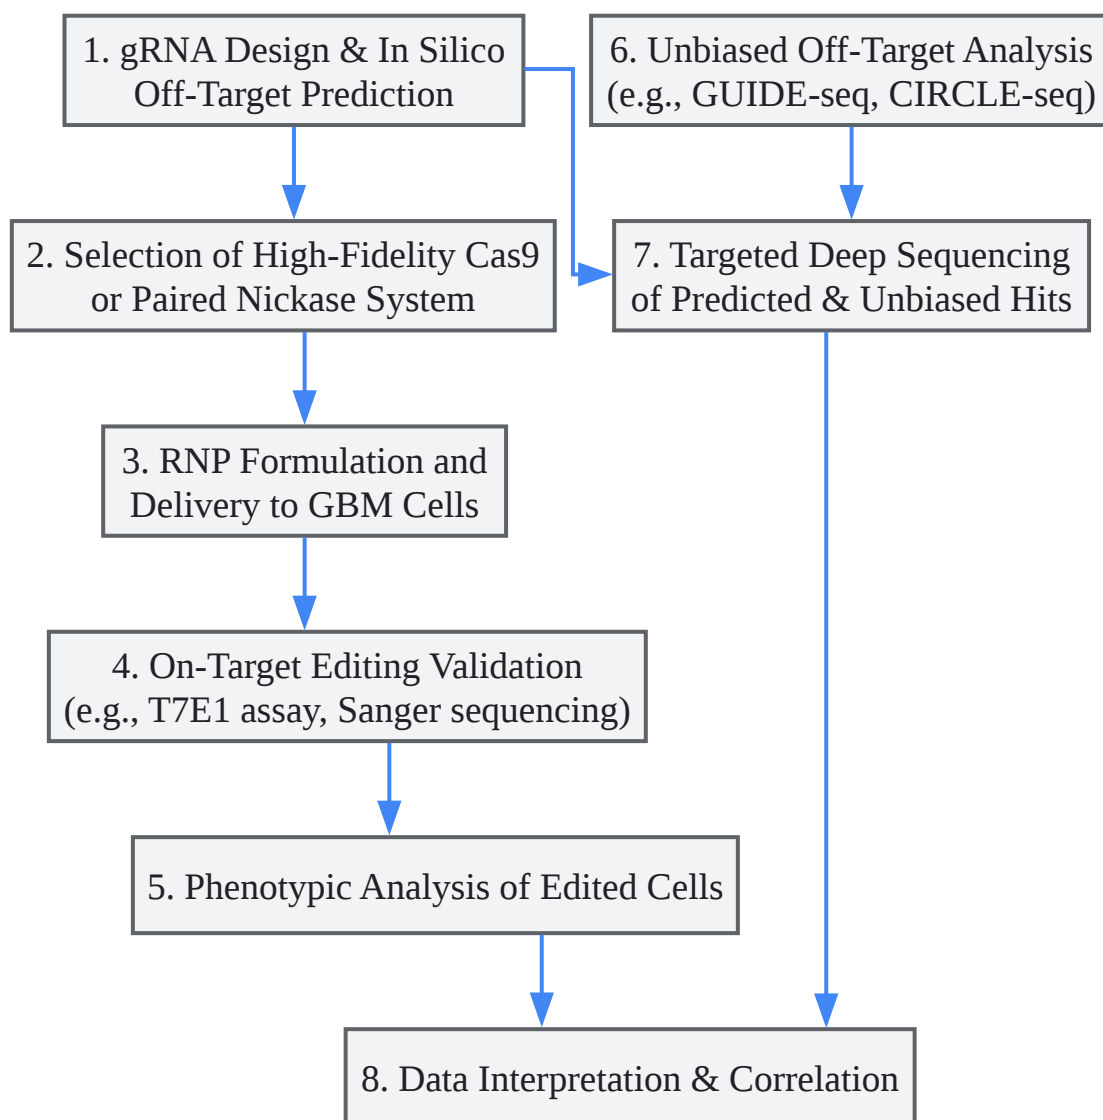 1. gRNA Design & In Silico
Off-Target Prediction
6. Unbiased Off-Target Analysis
(e.g., GUIDE-seq, CIRCLE-seq)
2. Selection of High-Fidelity Cas9
or Paired Nickase System
7. Targeted Deep Sequencing
of Predicted & Unbiased Hits
3. RNP Formulation and
Delivery to GBM Cells
4. On-Target Editing Validation
(e.g., T7E1 assay, Sanger sequencing)
5. Phenotypic Analysis of Edited Cells
8. Data Interpretation & Correlation